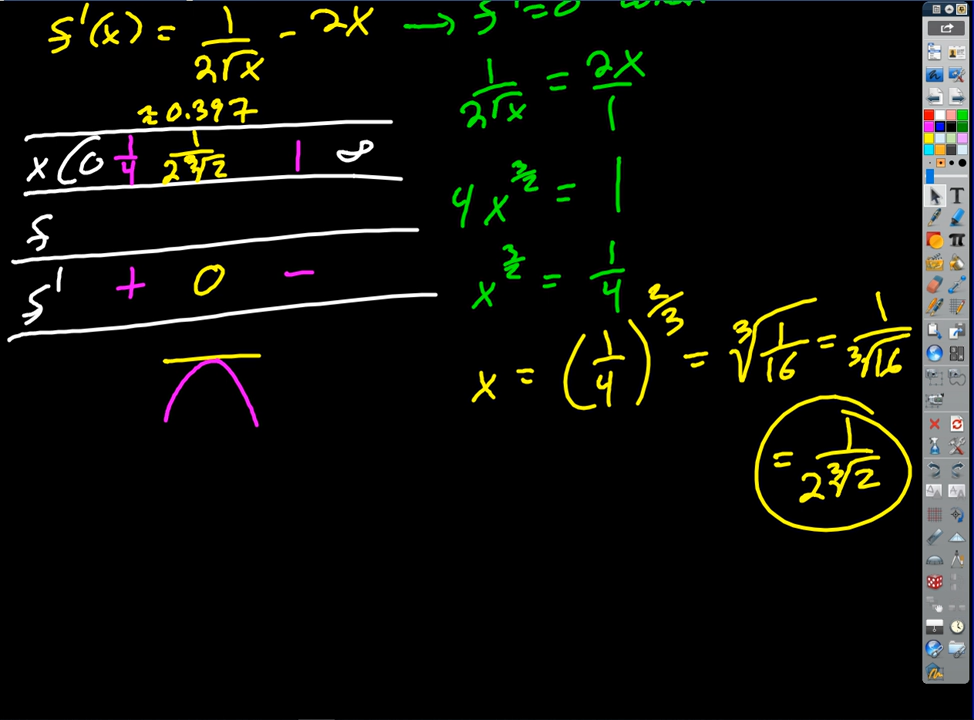 f'(x) = 1/(2√x) - 2x → f' = 0 when
1/(2√x) = 2x/1
≈ 0.397
x (0 1/4 1/(2∛2) 1 ∞
4x^(3/2) = 1
f
x^(3/2) = 1/4
f' + 0 -
x = (1/4)^(2/3) = ∛(1/16) = 1/∛16
= 1/(2∛2)